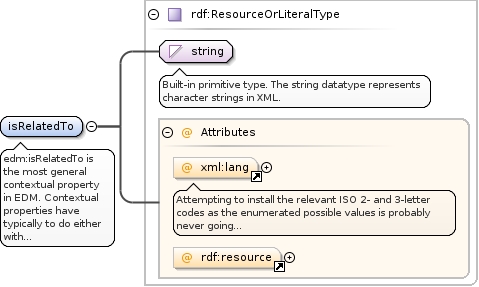 rdf:ResourceOrLiteralType
string
Built-in primitive type. The string datatype represents
character strings in XML.
isRelatedTo
edm:isRelatedTo is
the most general
contextual property
in EDM. Contextual
properties have
typically to do either
with...
@ Attributes
@ xml:lang
Attempting to install the relevant ISO 2- and 3-letter
codes as the enumerated possible values is probably
never going...
@ rdf:resource